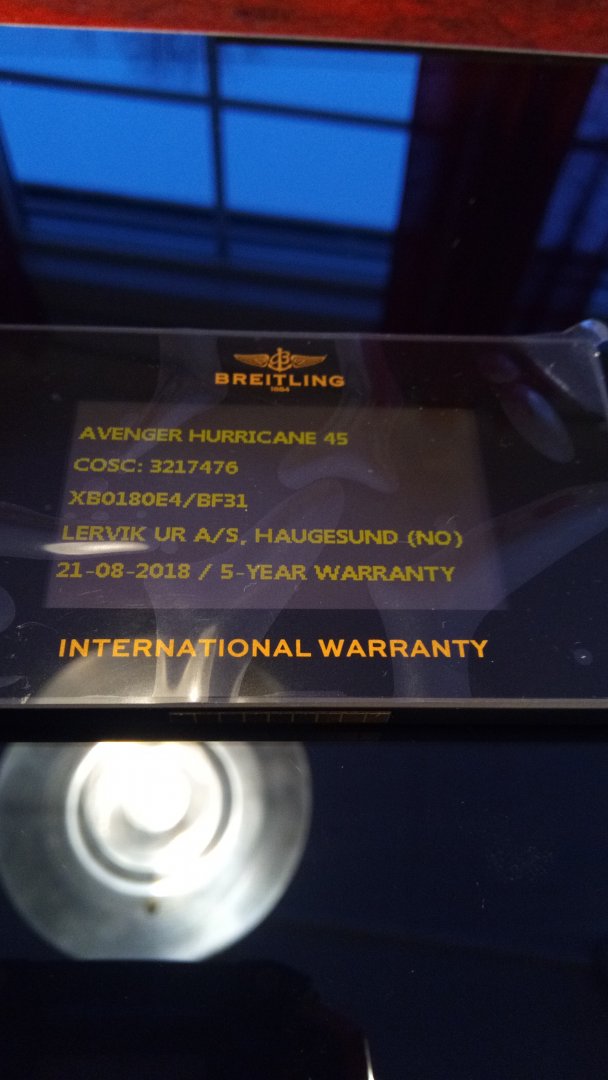 BREITLING
1884
AVENGER HURRICANE 45
COSC: 3217476
XB0180E4/BF31
LERVIK UR A/S, HAUGESUND (NO)
21-08-2018 / 5-YEAR WARRANTY
INTERNATIONAL WARRANTY